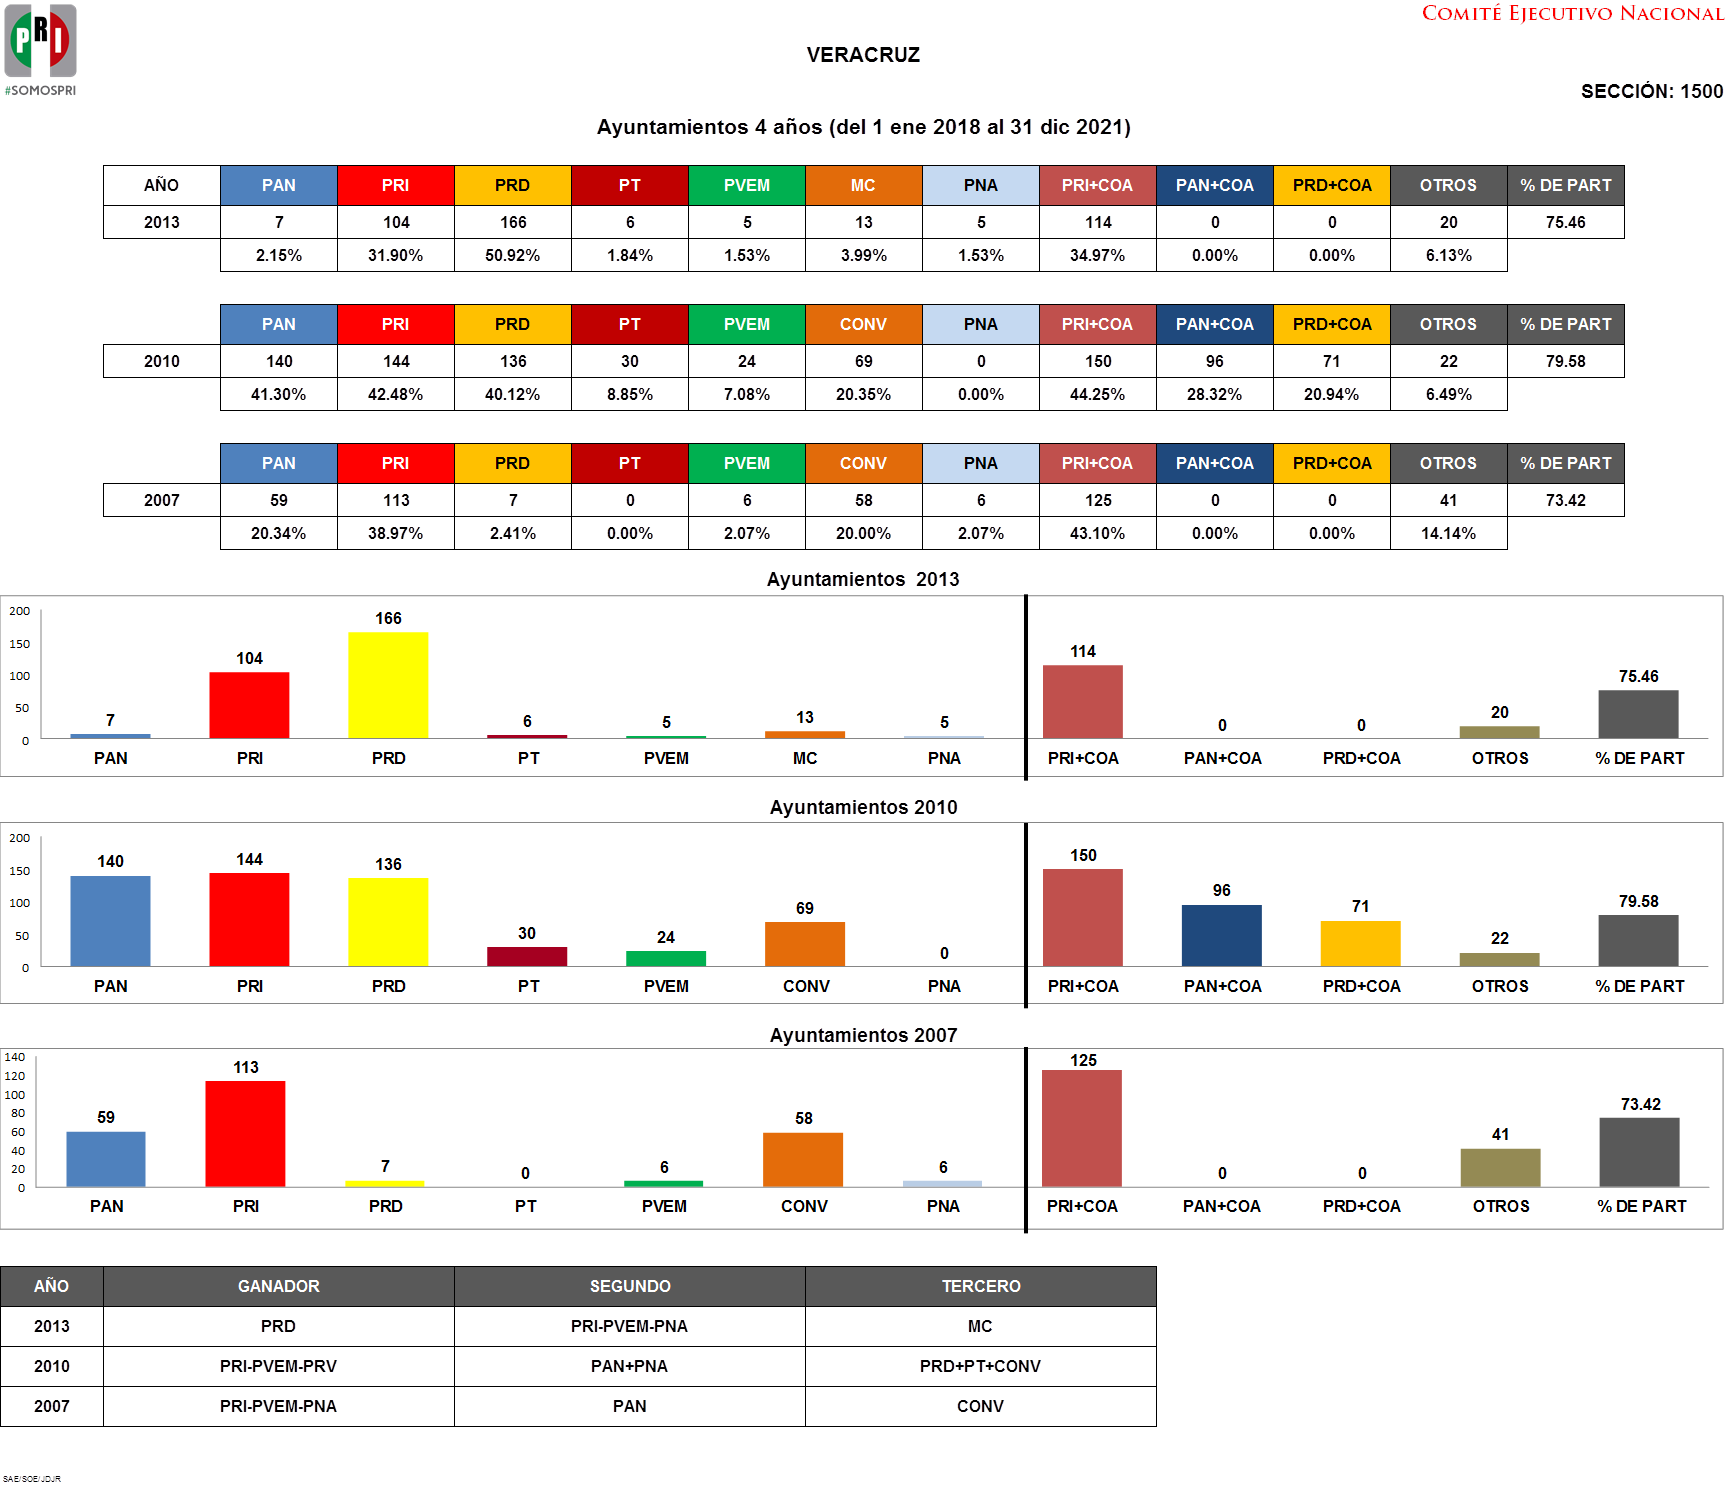 PRI
#SOMOSPRI
COMITÉ EJECUTIVO NACIONAL
VERACRUZ
SECCIÓN: 1500
Ayuntamientos 4 años (del 1 ene 2018 al 31 dic 2021)
AÑO PAN PRI PRD PT PVEM MC PNA PRI+COA PAN+COA PRD+COA OTROS % DE PART
2013 7 104 166 6 5 13 5 114 0 0 20 75.46
2.15% 31.90% 50.92% 1.84% 1.53% 3.99% 1.53% 34.97% 0.00% 0.00% 6.13%
PAN PRI PRD PT PVEM CONV PNA PRI+COA PAN+COA PRD+COA OTROS % DE PART
2010 140 144 136 30 24 69 0 150 96 71 22 79.58
41.30% 42.48% 40.12% 8.85% 7.08% 20.35% 0.00% 44.25% 28.32% 20.94% 6.49%
PAN PRI PRD PT PVEM CONV PNA PRI+COA PAN+COA PRD+COA OTROS % DE PART
2007 59 113 7 0 6 58 6 125 0 0 41 73.42
20.34% 38.97% 2.41% 0.00% 2.07% 20.00% 2.07% 43.10% 0.00% 0.00% 14.14%
Ayuntamientos 2013
200
150
100
50
0
7 104 166 6 5 13 5 114 0 0 20 75.46
PAN PRI PRD PT PVEM MC PNA PRI+COA PAN+COA PRD+COA OTROS % DE PART
Ayuntamientos 2010
200
150
100
50
0
140 144 136 30 24 69 0 150 96 71 22 79.58
PAN PRI PRD PT PVEM CONV PNA PRI+COA PAN+COA PRD+COA OTROS % DE PART
Ayuntamientos 2007
140
120
100
80
60
40
20
0
59 113 7 0 6 58 6 125 0 0 41 73.42
PAN PRI PRD PT PVEM CONV PNA PRI+COA PAN+COA PRD+COA OTROS % DE PART
AÑO GANADOR SEGUNDO TERCERO
2013 PRD PRI-PVEM-PNA MC
2010 PRI-PVEM-PRV PAN+PNA PRD+PT+CONV
2007 PRI-PVEM-PNA PAN CONV
SAE/SOE/JDJR